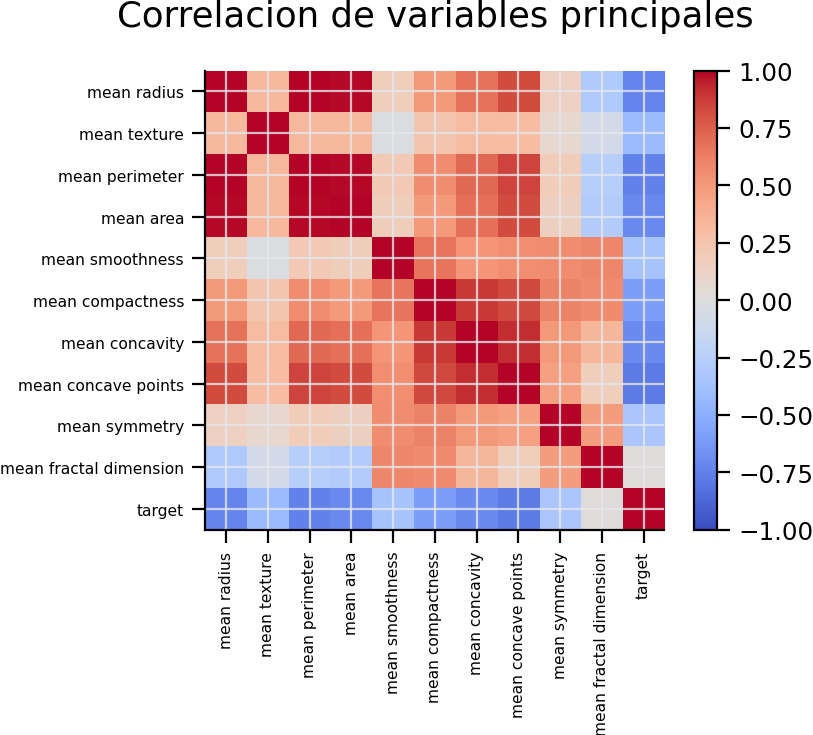 Correlacion de variables principales
mean radius
mean texture
mean perimeter
mean area
mean smoothness
mean compactness
mean concavity
mean concave points
mean symmetry
mean fractal dimension
target
1.00
0.75
0.50
0.25
0.00
−0.25
−0.50
−0.75
−1.00
mean radius
mean texture
mean perimeter
mean area
mean smoothness
mean compactness
mean concavity
mean concave points
mean symmetry
mean fractal dimension
target